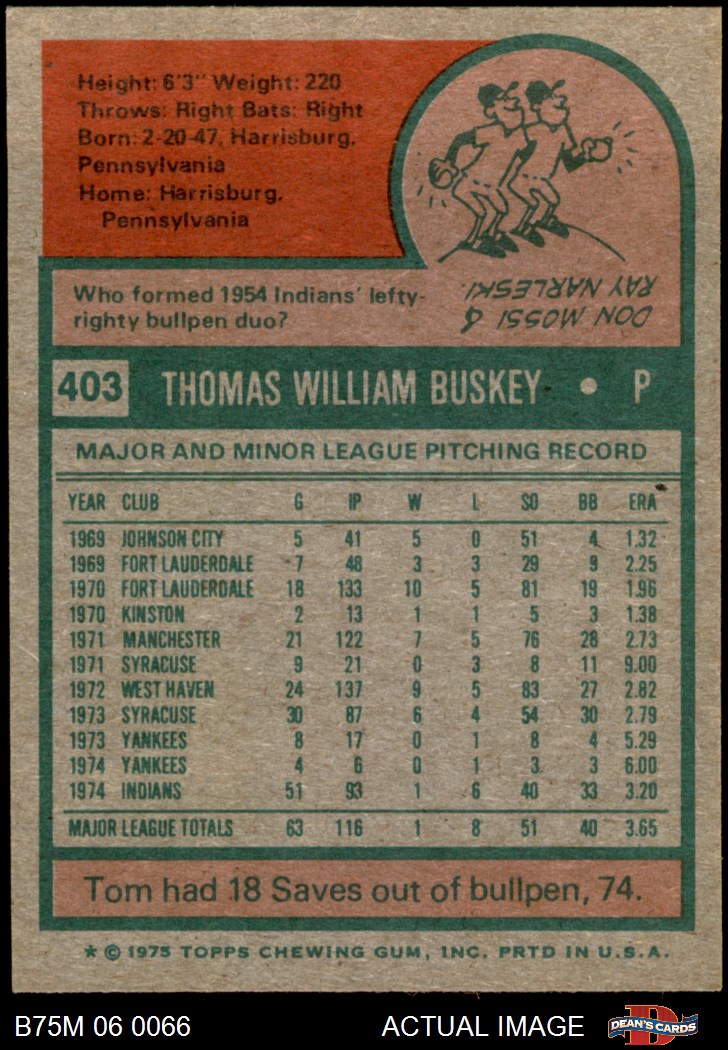 Height: 6'3" Weight: 220
Throws: Right Bats: Right
Born: 2-20-47, Harrisburg,
Pennsylvania
Home: Harrisburg,
Pennsylvania
Who formed 1954 Indians' lefty-
righty bullpen duo?
DON MOSSI &
RAY NARLESKI.
403 THOMAS WILLIAM BUSKEY • P
MAJOR AND MINOR LEAGUE PITCHING RECORD
YEAR CLUB G IP W L SO BB ERA
1969 JOHNSON CITY 5 41 5 0 51 4 1.32
1969 FORT LAUDERDALE 7 48 3 3 29 9 2.25
1970 FORT LAUDERDALE 18 133 10 5 81 19 1.96
1970 KINSTON 2 13 1 1 5 3 1.38
1971 MANCHESTER 21 122 7 5 76 28 2.73
1971 SYRACUSE 9 21 0 3 8 11 9.00
1972 WEST HAVEN 24 137 9 5 83 27 2.82
1973 SYRACUSE 30 87 6 4 54 30 2.79
1973 YANKEES 8 17 0 1 8 4 5.29
1974 YANKEES 4 6 0 1 3 3 6.00
1974 INDIANS 51 93 1 6 40 33 3.20
MAJOR LEAGUE TOTALS 63 116 1 8 51 40 3.65
Tom had 18 Saves out of bullpen, 74.
* © 1975 TOPPS CHEWING GUM, INC. PRTD IN U.S.A.
B75M 06 0066 ACTUAL IMAGE D DEAN'S CARDS